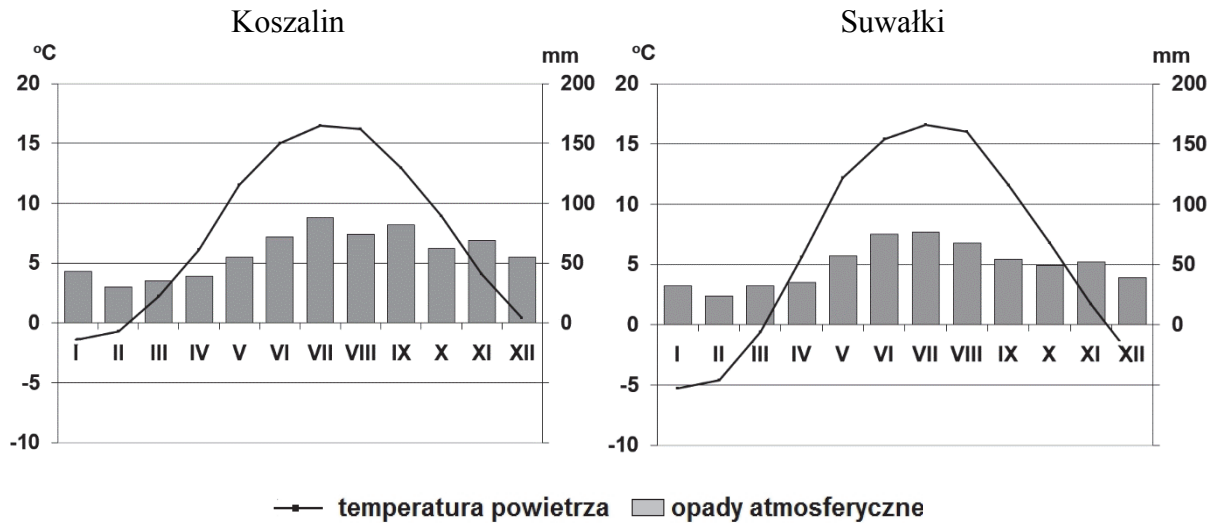 Koszalin
Suwałki
°C
mm
°C
mm
20
200
20
200
15
150
15
150
10
100
10
100
5
50
5
50
0
0
0
0
I II III IV V VI VII VIII IX X XI XII
I II III IV V VI VII VIII IX X XI XII
-5
-5
-10
-10
temperatura powietrza
opady atmosferyczne